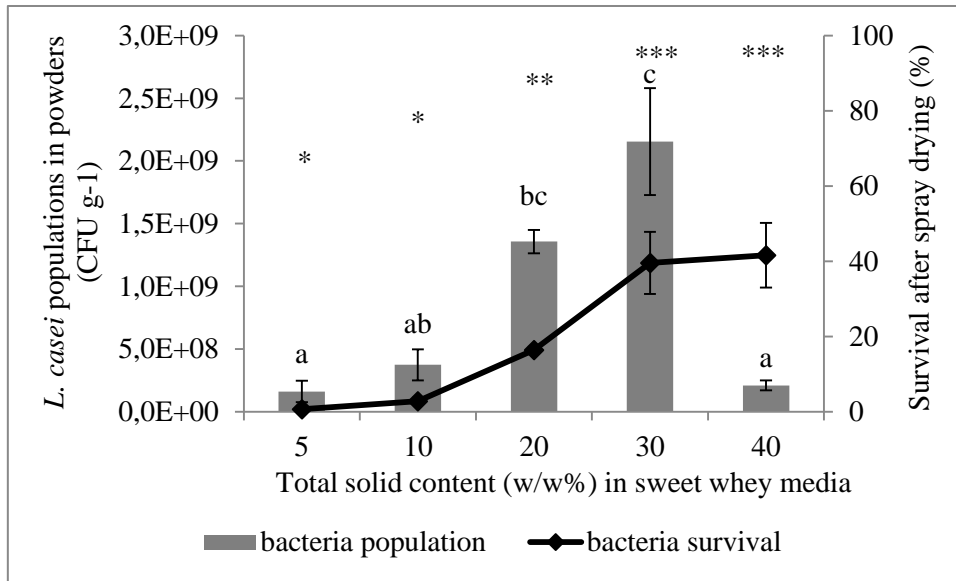 L. casei populations in powders
(CFU g-1)
3,0E+09
2,5E+09
2,0E+09
1,5E+09
1,0E+09
5,0E+08
0,0E+00
*
*
**
***
***
a
ab
bc
c
a
100
80
60
40
20
0
Survival after spray drying (%)
5 10 20 30 40
Total solid content (w/w%) in sweet whey media
bacteria population bacteria survival